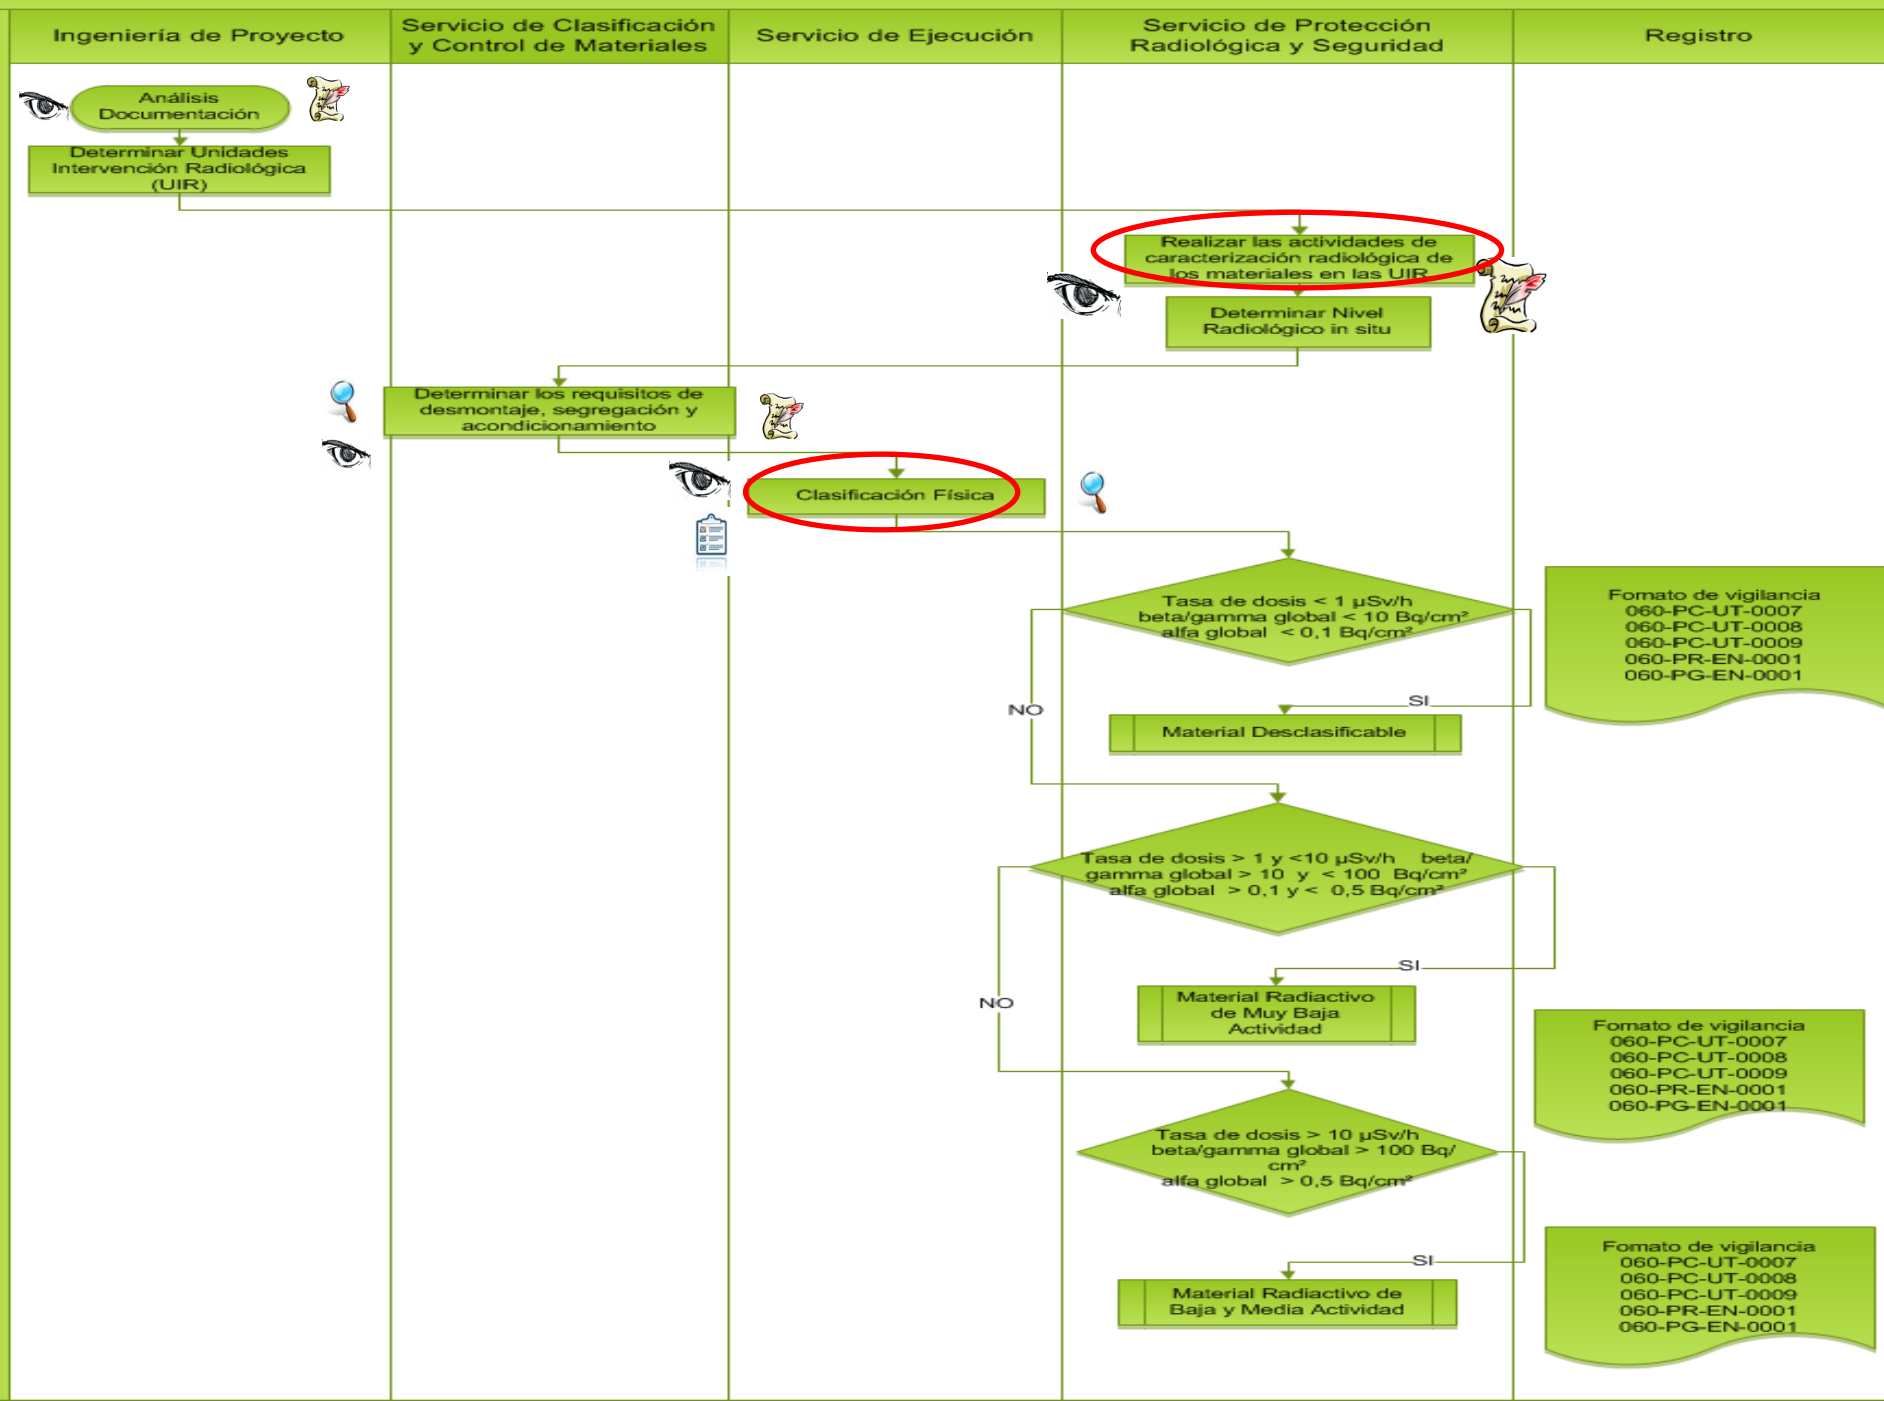 Ingeniería de Proyecto
Servicio de Clasificación
y Control de Materiales
Servicio de Ejecución
Servicio de Protección
Radiológica y Seguridad
Registro
Análisis
Documentación
Determinar Unidades
Intervención Radiológica
(UIR)
Realizar las actividades de
caracterización radiológica de
los materiales en las UIR
Determinar Nivel
Radiológico in situ
Determinar los requisitos de
desmontaje, segregación y
acondicionamiento
Clasificación Física
Tasa de dosis < 1 µSv/h
beta/gamma global < 10 Bq/cm²
alfa global < 0,1 Bq/cm²
Fomato de vigilancia
060-PC-UT-0007
060-PC-UT-0008
060-PC-UT-0009
060-PR-EN-0001
060-PG-EN-0001
SI
NO
Material Desclasificable
Tasa de dosis > 1 y <10 µSv/h beta/
gamma global > 10 y < 100 Bq/cm²
alfa global > 0,1 y < 0,5 Bq/cm²
SI
NO
Material Radiactivo
de Muy Baja
Actividad
Fomato de vigilancia
060-PC-UT-0007
060-PC-UT-0008
060-PC-UT-0009
060-PR-EN-0001
060-PG-EN-0001
Tasa de dosis > 10 µSv/h
beta/gamma global > 100 Bq/
cm²
alfa global > 0,5 Bq/cm²
SI
Material Radiactivo de
Baja y Media Actividad
Fomato de vigilancia
060-PC-UT-0007
060-PC-UT-0008
060-PC-UT-0009
060-PR-EN-0001
060-PG-EN-0001